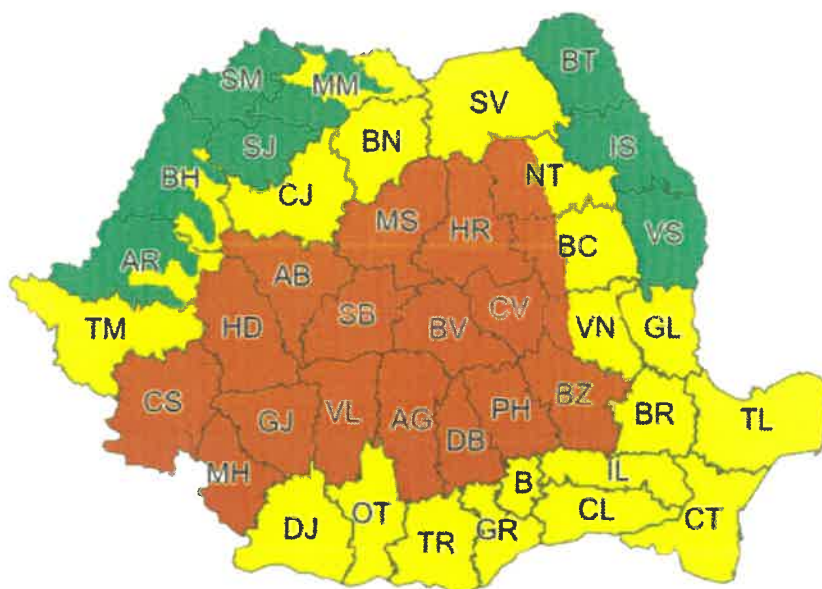 SM
MM
BT
SV
SJ
BN
IS
BH
CJ
NT
MS
HR
BC
VS
AR
AB
TM
HD
SB
BV
CV
VN
GL
CS
GJ
VL
AG
DB
PH
BZ
BR
TL
MH
B
IL
DJ
OT
TR
GR
CL
CT